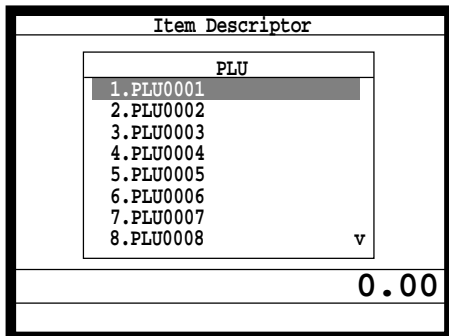 Item Descriptor
PLU
1.PLU0001
2.PLU0002
3.PLU0003
4.PLU0004
5.PLU0005
6.PLU0006
7.PLU0007
8.PLU0008 v
0.00